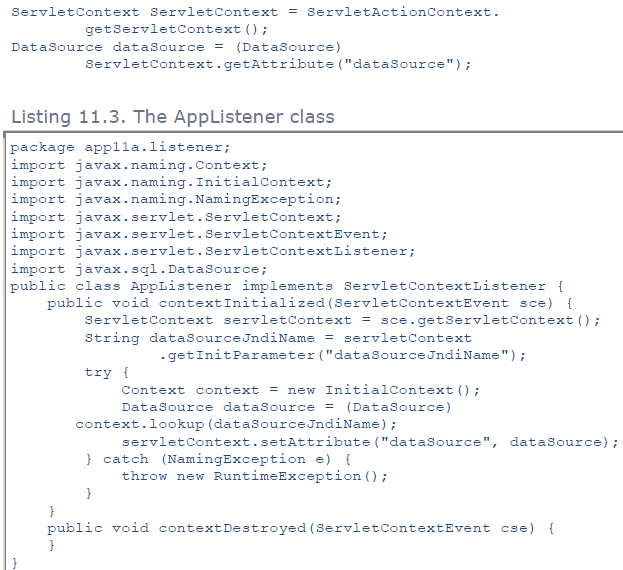 ServletContext ServletContext = ServletActionContext.
        getServletContext();
DataSource dataSource = (DataSource)
        ServletContext.getAttribute("dataSource");
Listing 11.3. The AppListener class
package app11a.listener;
import javax.naming.Context;
import javax.naming.InitialContext;
import javax.naming.NamingException;
import javax.servlet.ServletContext;
import javax.servlet.ServletContextEvent;
import javax.servlet.ServletContextListener;
import javax.sql.DataSource;
public class AppListener implements ServletContextListener {
    public void contextInitialized(ServletContextEvent sce) {
        ServletContext servletContext = sce.getServletContext();
        String dataSourceJndiName = servletContext
                .getInitParameter("dataSourceJndiName");
        try {
            Context context = new InitialContext();
            DataSource dataSource = (DataSource)
       context.lookup(dataSourceJndiName);
            servletContext.setAttribute("dataSource", dataSource);
        } catch (NamingException e) {
            throw new RuntimeException();
        }
    }
    public void contextDestroyed(ServletContextEvent cse) {
    }
}